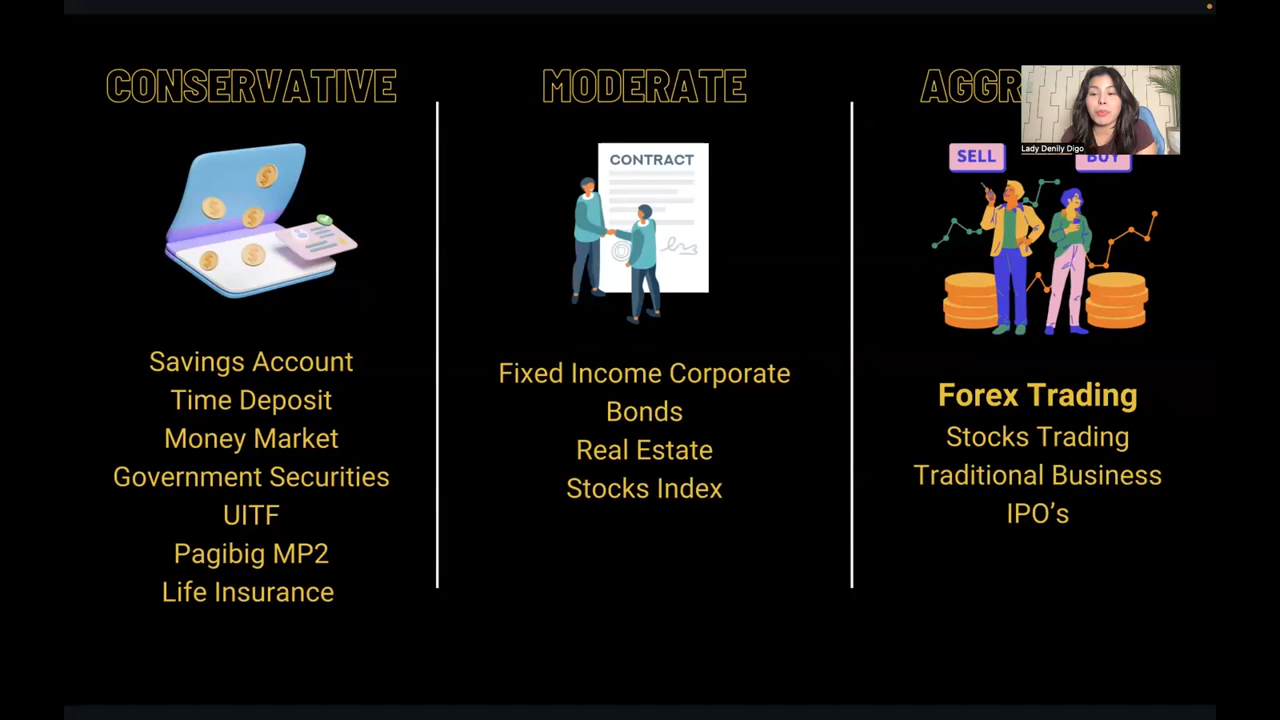 CONSERVATIVE
Savings Account
Time Deposit
Money Market
Government Securities
UITF
Pagibig MP2
Life Insurance
MODERATE
CONTRACT
Fixed Income Corporate
Bonds
Real Estate
Stocks Index
Lady Denily Digo
SELL
BUY
Forex Trading
Stocks Trading
Traditional Business
IPO’s